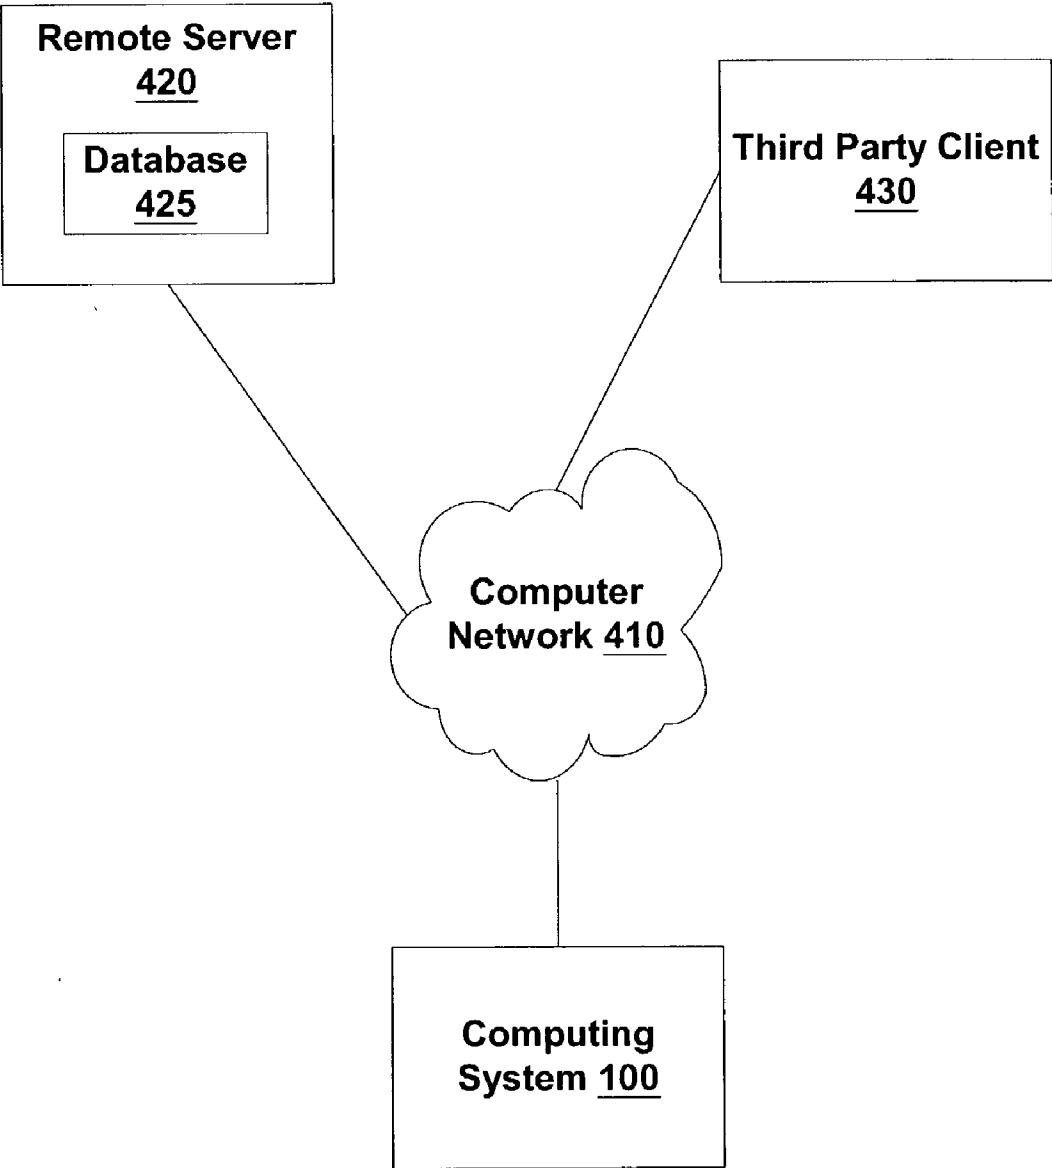 Remote Server
420
Database
425
Third Party Client
430
Computer
Network 410
Computing
System 100